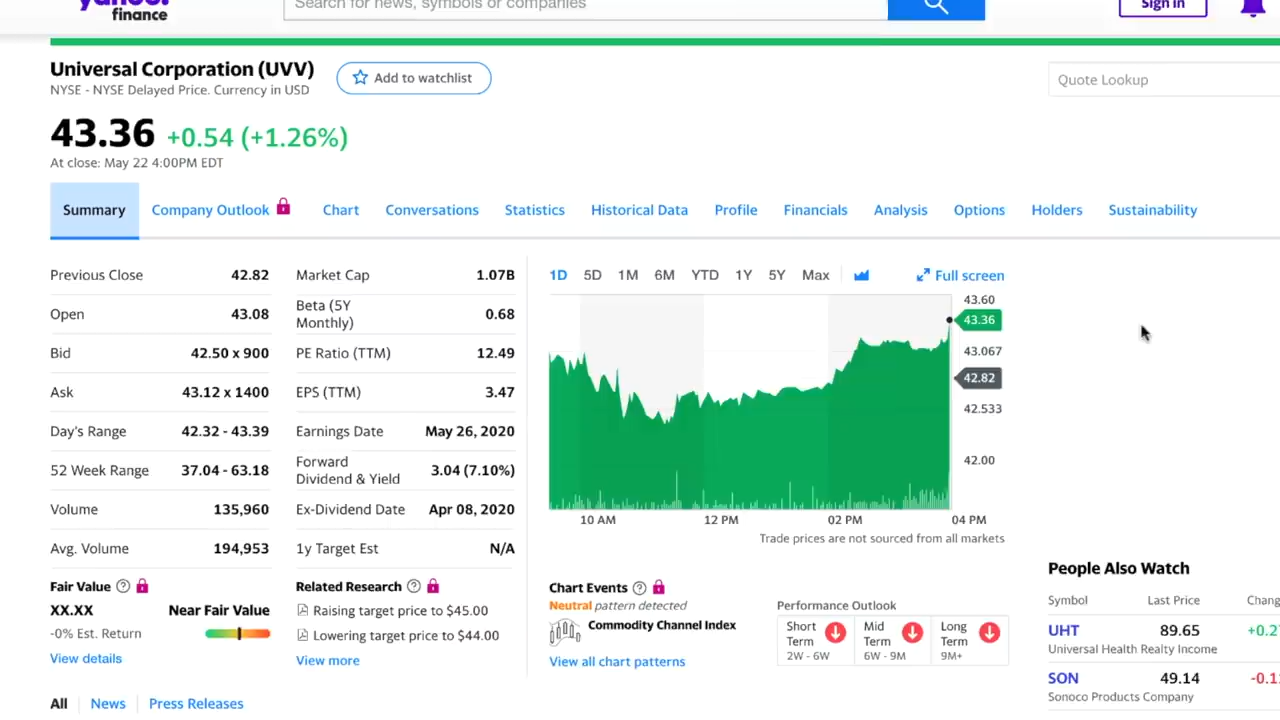 yahoo!
finance
Search for news, symbols or companies
Sign in
Universal Corporation (UVV)
Add to watchlist
NYSE - NYSE Delayed Price. Currency in USD
Quote Lookup
43.36 +0.54 (+1.26%)
At close: May 22 4:00PM EDT
Summary Company Outlook Chart Conversations Statistics Historical Data Profile Financials Analysis Options Holders Sustainability
Previous Close 42.82
Open 43.08
Bid 42.50 x 900
Ask 43.12 x 1400
Day's Range 42.32 - 43.39
52 Week Range 37.04 - 63.18
Volume 135,960
Avg. Volume 194,953
Market Cap 1.07B
Beta (5Y
Monthly) 0.68
PE Ratio (TTM) 12.49
EPS (TTM) 3.47
Earnings Date May 26, 2020
Forward
Dividend & Yield 3.04 (7.10%)
Ex-Dividend Date Apr 08, 2020
1y Target Est N/A
1D 5D 1M 6M YTD 1Y 5Y Max Full screen
43.60
43.36
43.067
42.82
42.533
42.00
10 AM 12 PM 02 PM 04 PM
Trade prices are not sourced from all markets
Fair Value
XX.XX Near Fair Value
-0% Est. Return
View details
Related Research
Raising target price to $45.00
Lowering target price to $44.00
View more
Chart Events
Neutral pattern detected
Commodity Channel Index
View all chart patterns
Performance Outlook
Short
Term
2W - 6W
Mid
Term
6W - 9M
Long
Term
9M+
People Also Watch
Symbol Last Price Chang
UHT 89.65 +0.2
Universal Health Realty Income
SON 49.14 -0.1
Sonoco Products Company
All News Press Releases